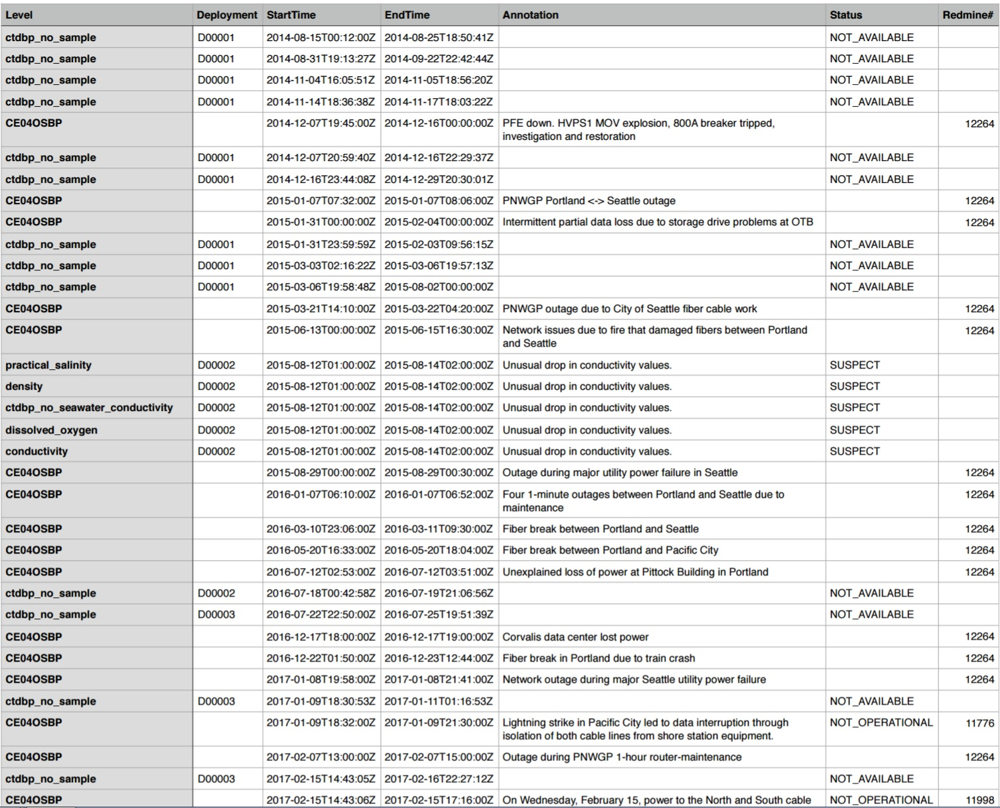 Level Deployment StartTime EndTime Annotation Status Redmine#
ctdbp_no_sample D00001 2014-08-15T00:12:00Z 2014-08-25T18:50:41Z NOT_AVAILABLE
ctdbp_no_sample D00001 2014-08-31T19:13:27Z 2014-09-22T22:42:44Z NOT_AVAILABLE
ctdbp_no_sample D00001 2014-11-04T16:05:51Z 2014-11-05T18:56:20Z NOT_AVAILABLE
ctdbp_no_sample D00001 2014-11-14T18:36:38Z 2014-11-17T18:03:22Z NOT_AVAILABLE
CE04OSBP 2014-12-07T19:45:00Z 2014-12-16T00:00:00Z PFE down. HVPS1 MOV explosion, 800A breaker tripped, 12264
investigation and restoration
ctdbp_no_sample D00001 2014-12-07T20:59:40Z 2014-12-16T22:29:37Z NOT_AVAILABLE
ctdbp_no_sample D00001 2014-12-16T23:44:08Z 2014-12-29T20:30:01Z NOT_AVAILABLE
CE04OSBP 2015-01-07T07:32:00Z 2015-01-07T08:06:00Z PNWGP Portland <-> Seattle outage 12264
CE04OSBP 2015-01-31T00:00:00Z 2015-02-04T00:00:00Z Intermittent partial data loss due to storage drive problems at OTB 12264
ctdbp_no_sample D00001 2015-01-31T23:59:59Z 2015-02-03T09:56:15Z NOT_AVAILABLE
ctdbp_no_sample D00001 2015-03-03T02:16:22Z 2015-03-06T19:57:13Z NOT_AVAILABLE
ctdbp_no_sample D00001 2015-03-06T19:58:48Z 2015-08-02T00:00:00Z NOT_AVAILABLE
CE04OSBP 2015-03-21T14:10:00Z 2015-03-22T04:20:00Z PNWGP outage due to City of Seattle fiber cable work 12264
CE04OSBP 2015-06-13T00:00:00Z 2015-06-15T16:30:00Z Network issues due to fire that damaged fibers between Portland 12264
and Seattle
practical_salinity D00002 2015-08-12T01:00:00Z 2015-08-14T02:00:00Z Unusual drop in conductivity values. SUSPECT
density D00002 2015-08-12T01:00:00Z 2015-08-14T02:00:00Z Unusual drop in conductivity values. SUSPECT
ctdbp_no_seawater_conductivity D00002 2015-08-12T01:00:00Z 2015-08-14T02:00:00Z Unusual drop in conductivity values. SUSPECT
dissolved_oxygen D00002 2015-08-12T01:00:00Z 2015-08-14T02:00:00Z Unusual drop in conductivity values. SUSPECT
conductivity D00002 2015-08-12T01:00:00Z 2015-08-14T02:00:00Z Unusual drop in conductivity values. SUSPECT
CE04OSBP 2015-08-29T00:00:00Z 2015-08-29T00:30:00Z Outage during major utility power failure in Seattle 12264
CE04OSBP 2016-01-07T06:10:00Z 2016-01-07T06:52:00Z Four 1-minute outages between Portland and Seattle due to 12264
maintenance
CE04OSBP 2016-03-10T23:06:00Z 2016-03-11T09:30:00Z Fiber break between Portland and Seattle 12264
CE04OSBP 2016-05-20T16:33:00Z 2016-05-20T18:04:00Z Fiber break between Portland and Pacific City 12264
CE04OSBP 2016-07-12T02:53:00Z 2016-07-12T03:51:00Z Unexplained loss of power at Pittock Building in Portland 12264
ctdbp_no_sample D00002 2016-07-18T00:42:58Z 2016-07-19T21:06:56Z NOT_AVAILABLE
ctdbp_no_sample D00003 2016-07-22T22:50:00Z 2016-07-25T19:51:39Z NOT_AVAILABLE
CE04OSBP 2016-12-17T18:00:00Z 2016-12-17T19:00:00Z Corvalis data center lost power 12264
CE04OSBP 2016-12-22T01:50:00Z 2016-12-23T12:44:00Z Fiber break in Portland due to train crash 12264
CE04OSBP 2017-01-08T19:58:00Z 2017-01-08T21:41:00Z Network outage during major Seattle utility power failure 12264
ctdbp_no_sample D00003 2017-01-09T18:30:53Z 2017-01-11T01:16:53Z NOT_AVAILABLE
CE04OSBP 2017-01-09T18:32:00Z 2017-01-09T21:30:00Z Lightning strike in Pacific City led to data interruption through NOT_OPERATIONAL 11776
isolation of both cable lines from shore station equipment.
CE04OSBP 2017-02-07T13:00:00Z 2017-02-07T15:00:00Z Outage during PNWGP 1-hour router-maintenance 12264
ctdbp_no_sample D00003 2017-02-15T14:43:05Z 2017-02-16T22:27:12Z NOT_AVAILABLE
CE04OSBP 2017-02-15T14:43:06Z 2017-02-15T17:16:00Z On Wednesday, February 15, power to the North and South cable NOT_OPERATIONAL 11998